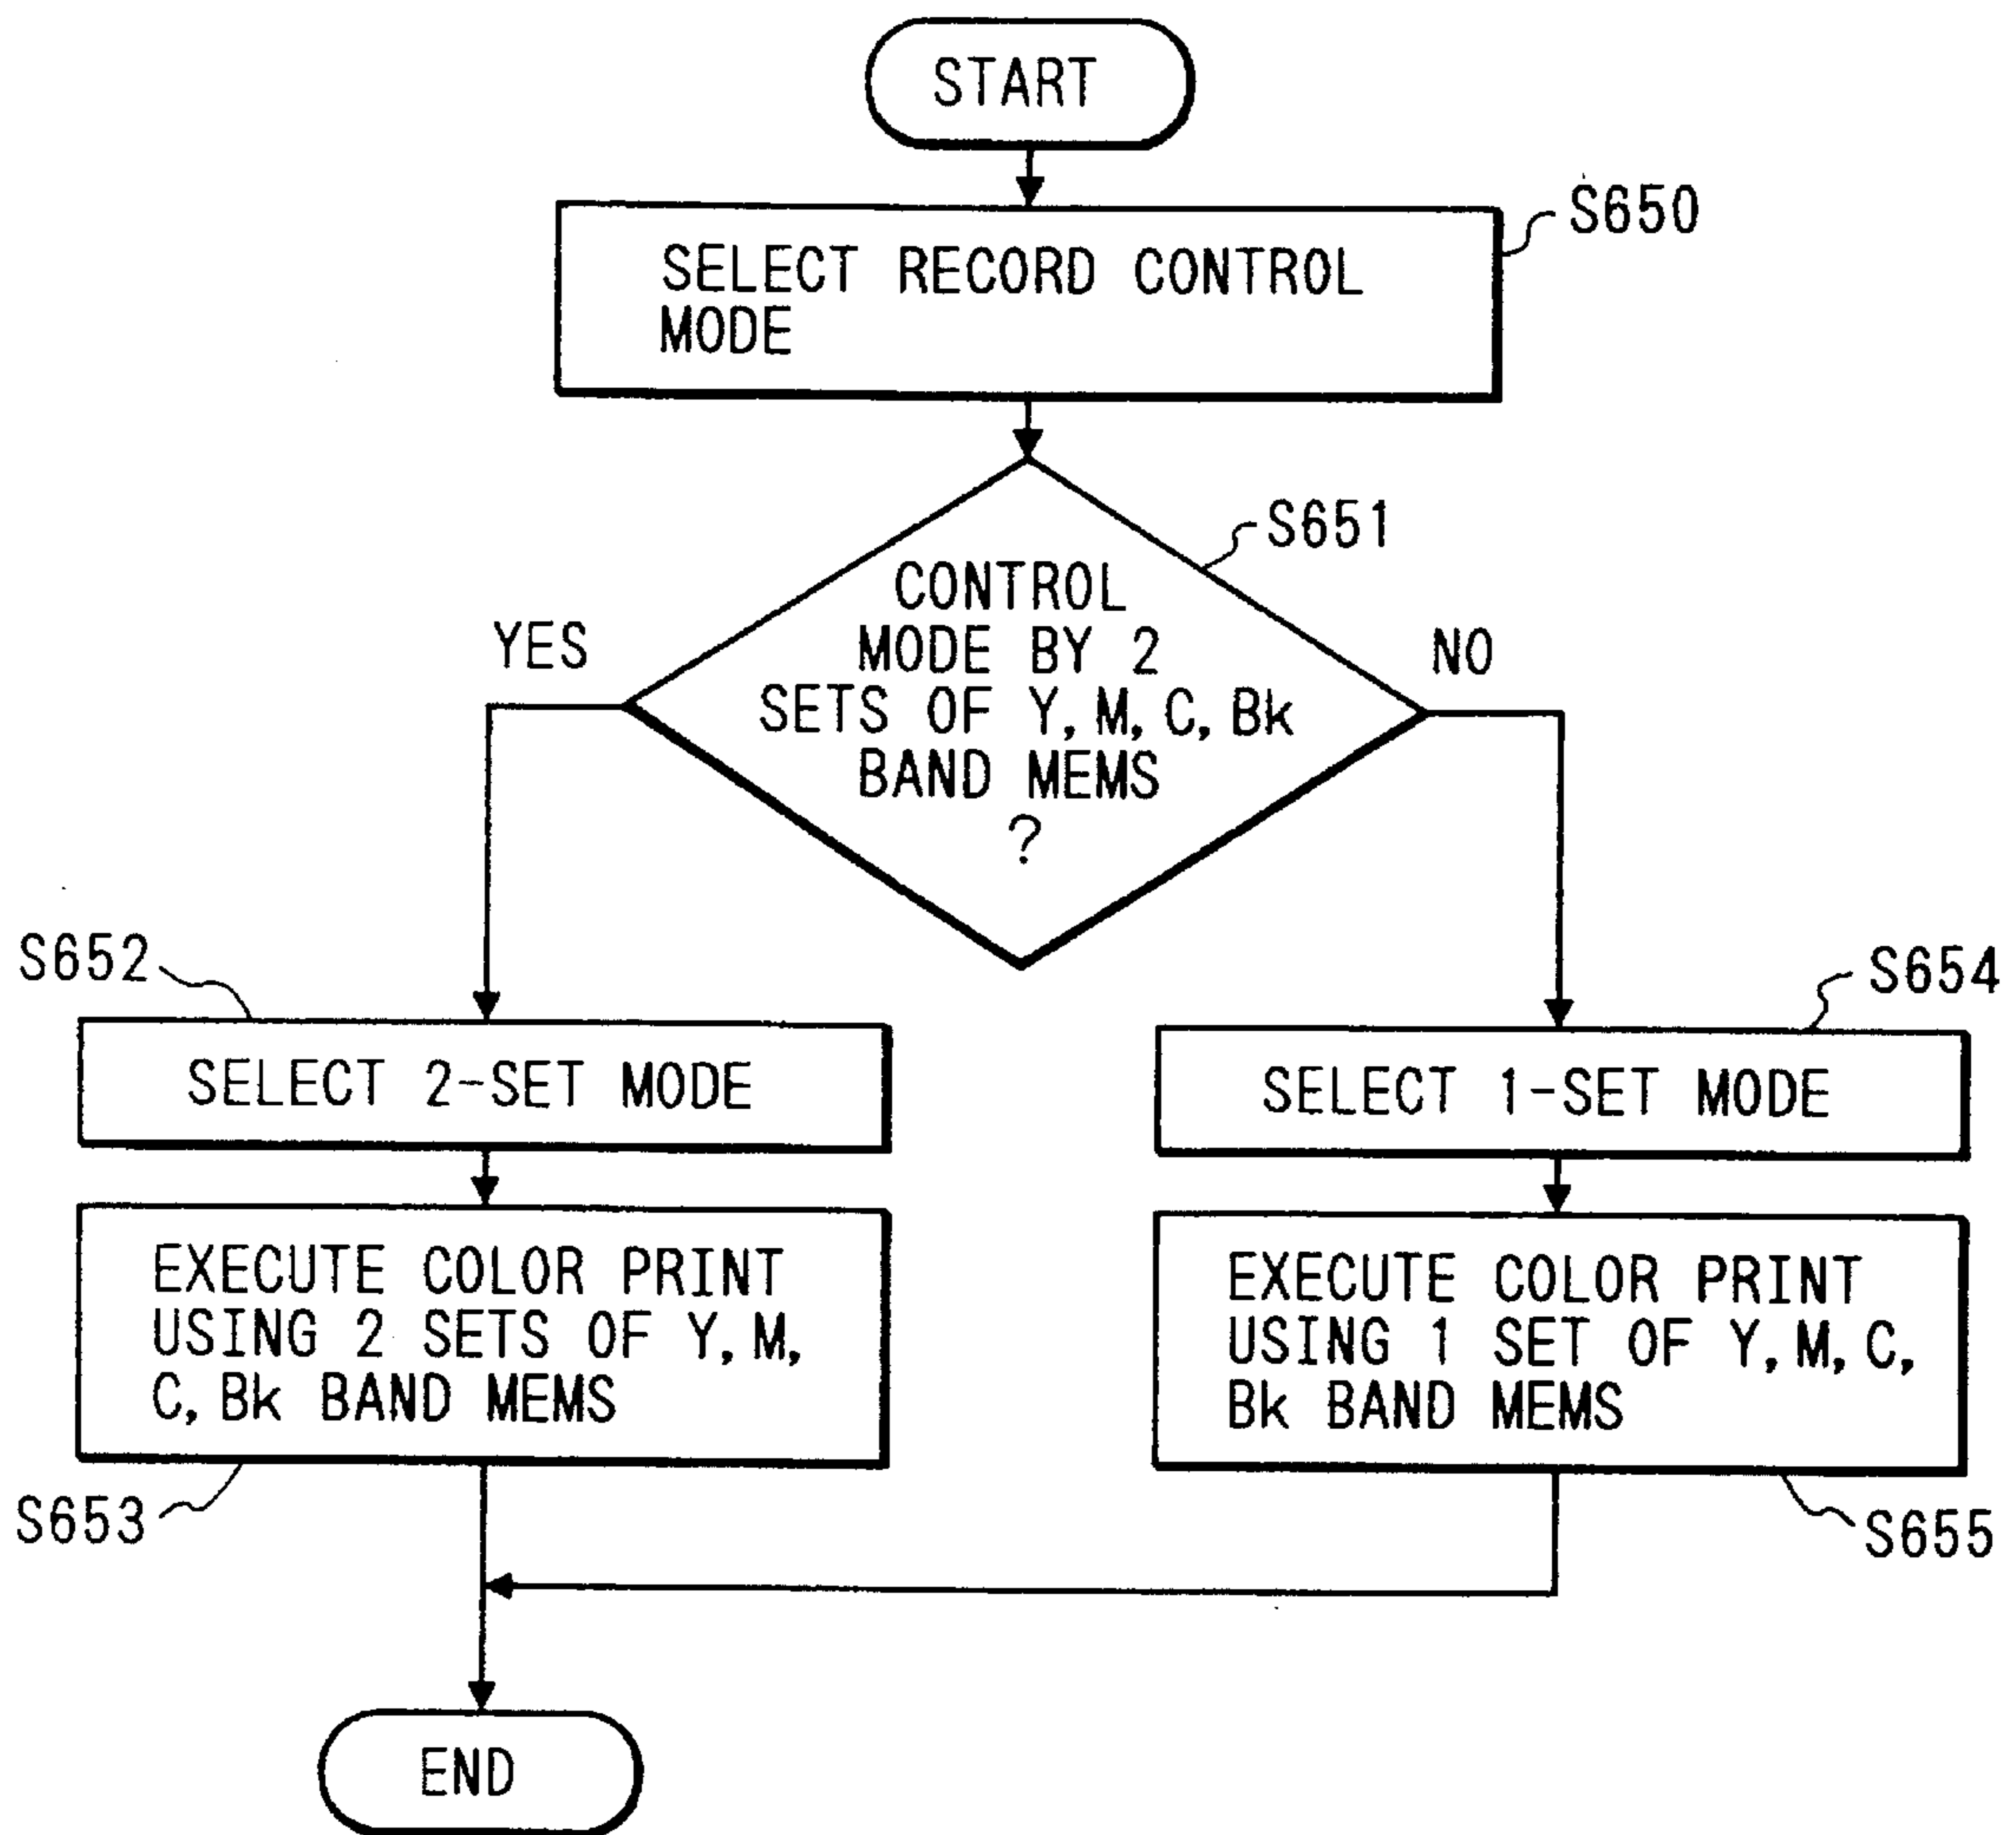 START
S650
SELECT RECORD CONTROL
MODE
S651
CONTROL
MODE BY 2
SETS OF Y, M, C, Bk
BAND MEMS
?
YES
NO
S652
SELECT 2-SET MODE
S654
SELECT 1-SET MODE
EXECUTE COLOR PRINT
USING 2 SETS OF Y, M,
C, Bk BAND MEMS
S653
EXECUTE COLOR PRINT
USING 1 SET OF Y, M, C,
Bk BAND MEMS
S655
END